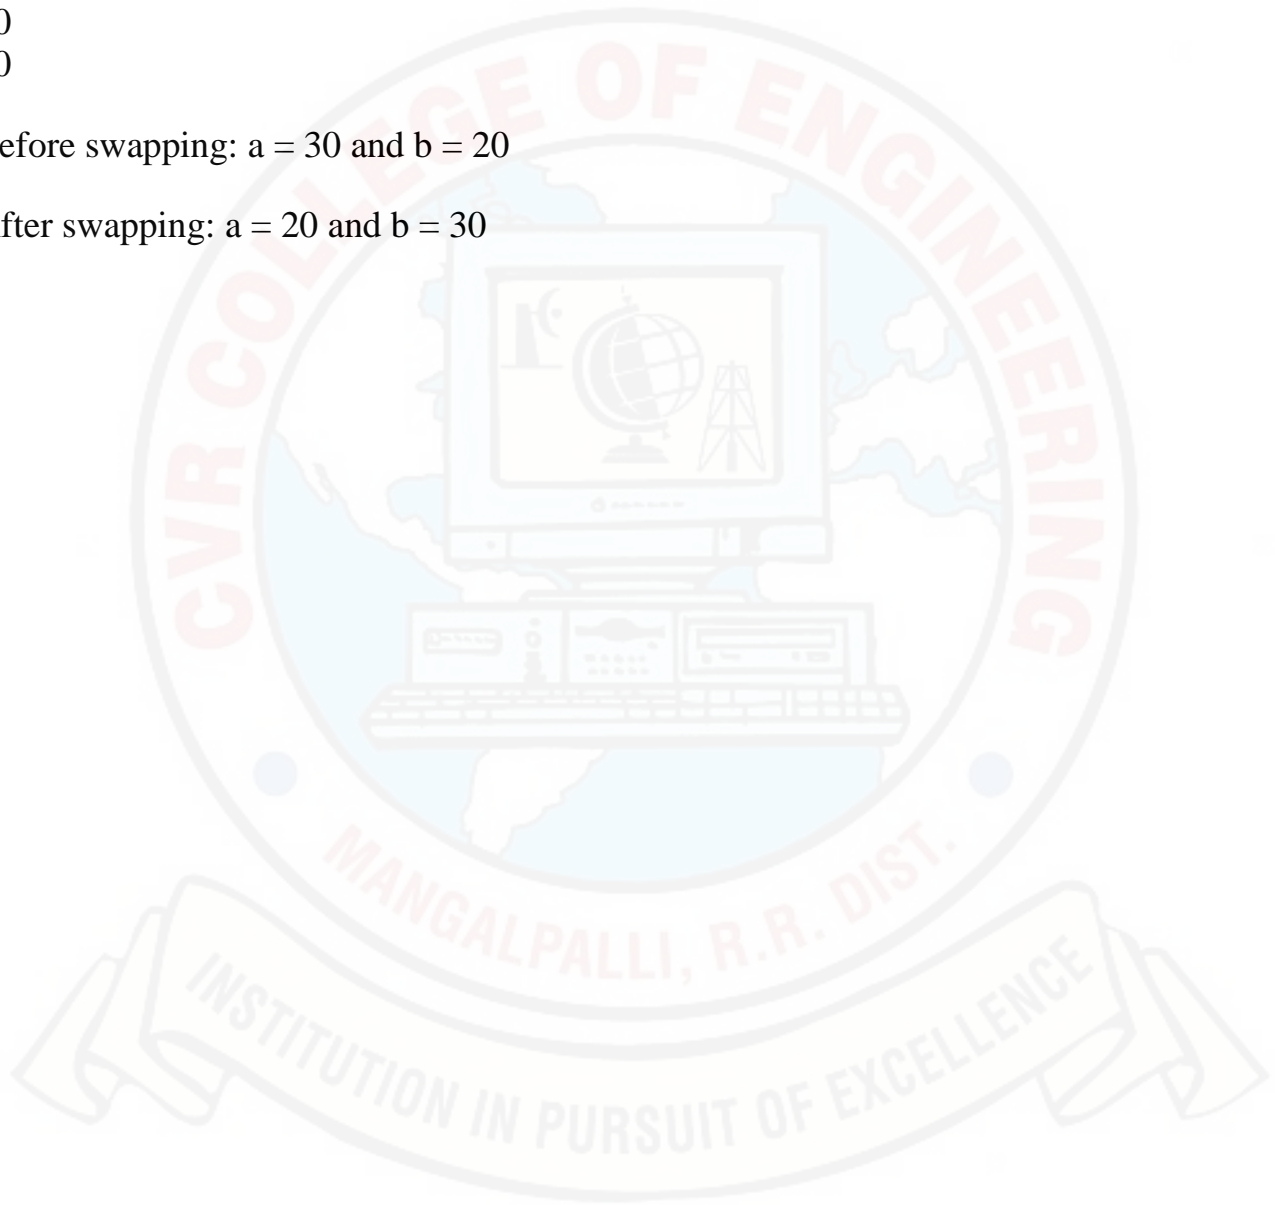 0
0
efore swapping: a = 30 and b = 20
fter swapping: a = 20 and b = 30
CVR COLLEGE OF ENGINEERING
MANGALPALLI, R.R. DIST.
INSTITUTION IN PURSUIT OF EXCELLENCE